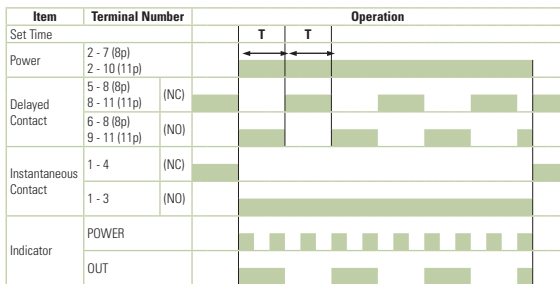 Item Terminal Number Operation
Set Time T T
Power 2 - 7 (8p)
2 - 10 (11p)
Delayed Contact 5 - 8 (8p)
8 - 11 (11p) (NC)
6 - 8 (8p)
9 - 11 (11p) (NO)
Instantaneous Contact 1 - 4 (NC)
1 - 3 (NO)
Indicator POWER
OUT